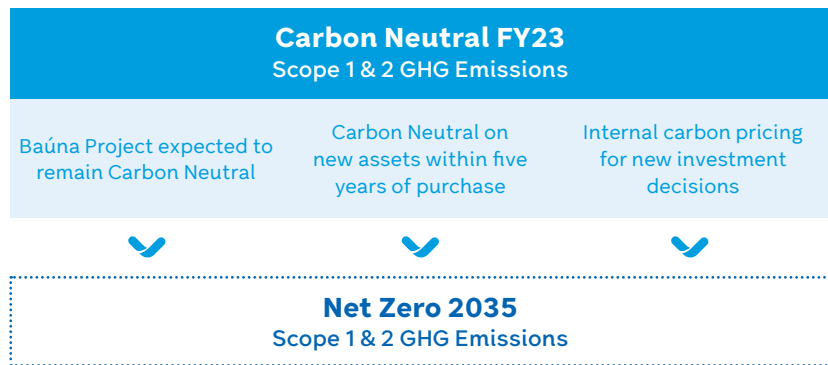 Carbon Neutral FY23
Scope 1 & 2 GHG Emissions
Baúna Project expected to
remain Carbon Neutral
Carbon Neutral on
new assets within five
years of purchase
Internal carbon pricing
for new investment
decisions
Net Zero 2035
Scope 1 & 2 GHG Emissions